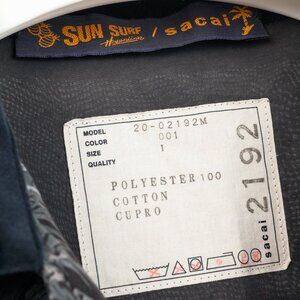 SUN SURF / sacai
Hawaiian
MODEL 20-02192M
COLOR 001
SIZE 1
QUALITY
POLYESTER 100
COTTON
CUPRO
sacai 2192